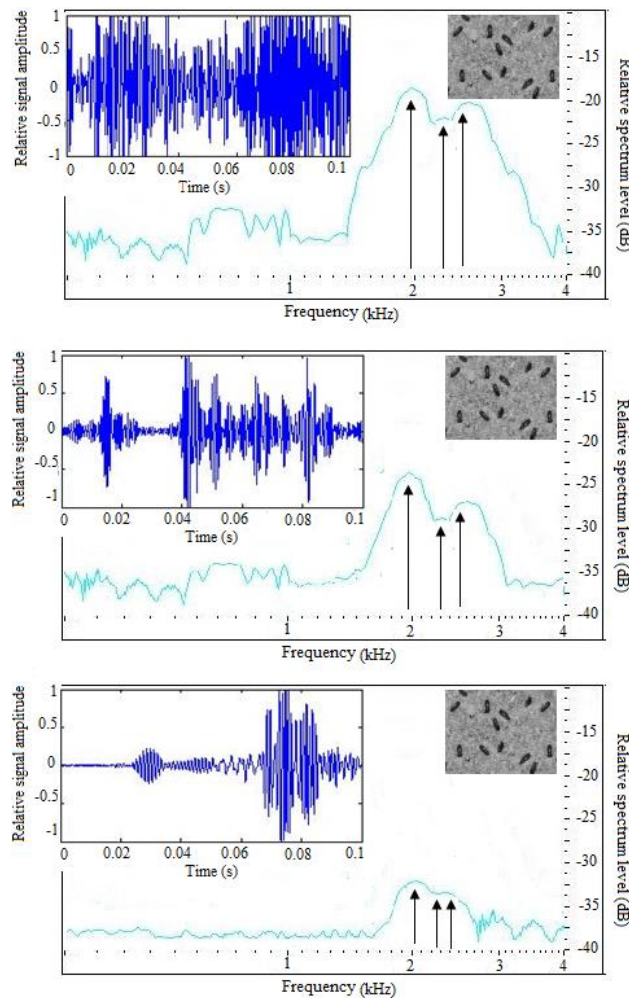 Relative signal amplitude
1
0.5
0
-0.5
-1
0 0.02 0.04 0.06 0.08 0.1
Time (s)
-15
-20
-25
-30
-35
-40
Relative spectrum level (dB)
1 2 3 4
Frequency (kHz)
Relative signal amplitude
1
0.5
0
-0.5
-1
0 0.02 0.04 0.06 0.08 0.1
Time (s)
-15
-20
-25
-30
-35
-40
Relative spectrum level (dB)
1 2 3 4
Frequency (kHz)
Relative signal amplitude
1
0.5
0
-0.5
-1
0 0.02 0.04 0.06 0.08 0.1
Time (s)
-15
-20
-25
-30
-35
-40
Relative spectrum level (dB)
1 2 3 4
Frequency (kHz)